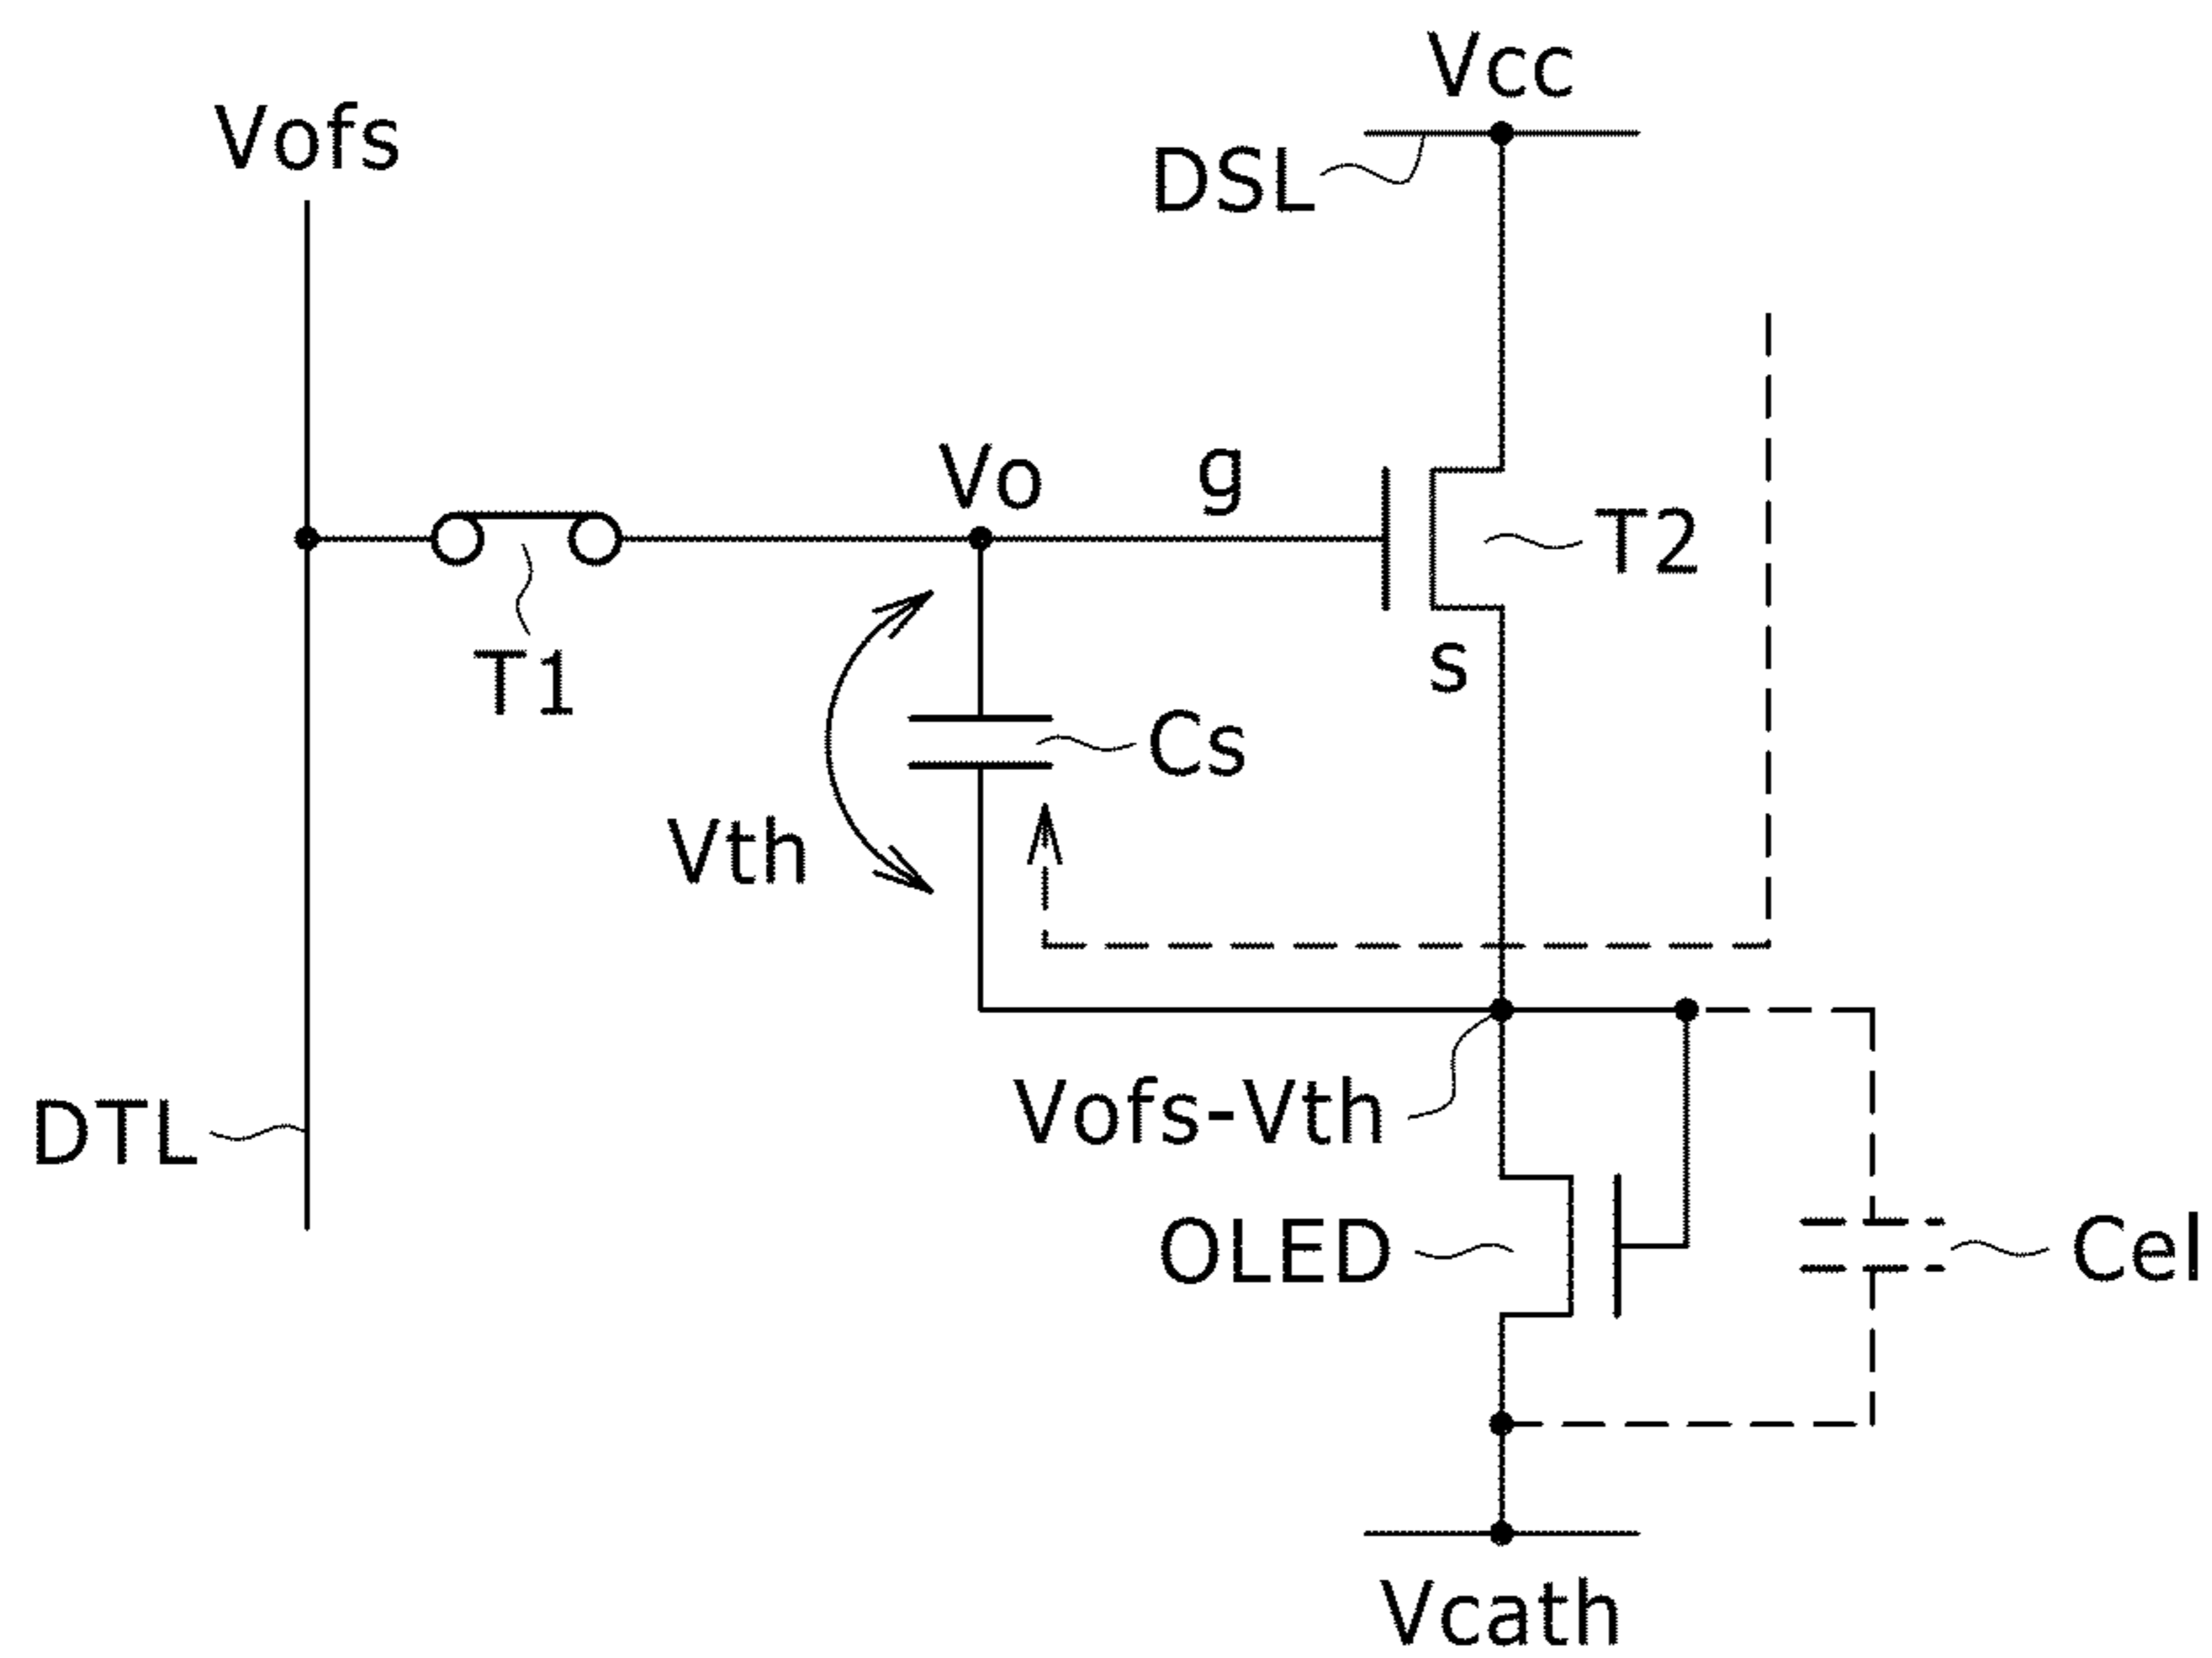 Vcc
Vofs
DSL
Vo
g
T2
T1
s
Cs
Vth
Vofs-Vth
DTL
OLED
Cel
Vcath